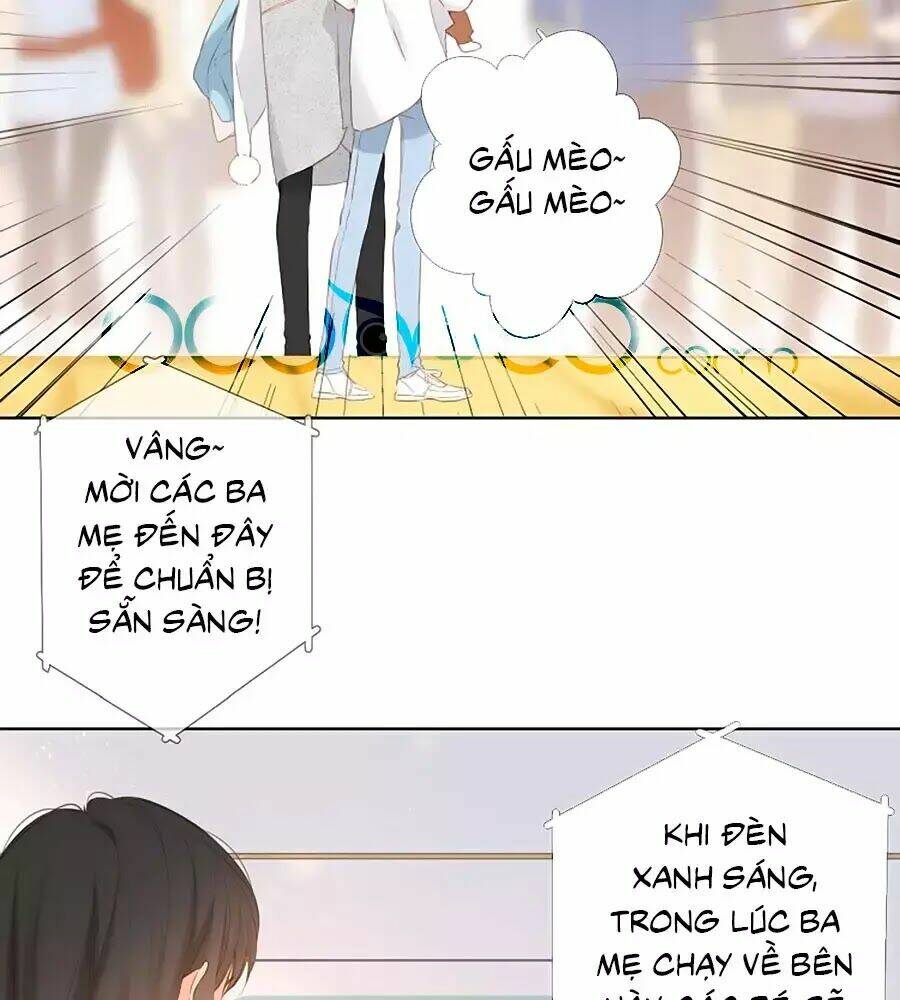 GẤU MÈO~
GẤU MÈO~
VÂNG~
MỜI CÁC BA
MẸ ĐẾN ĐÂY
ĐỂ CHUẨN BỊ
SẴN SÀNG!
KHI ĐÈN
XANH SÁNG,
TRONG LÚC BA
MẸ CHẠY VỀ BÊN